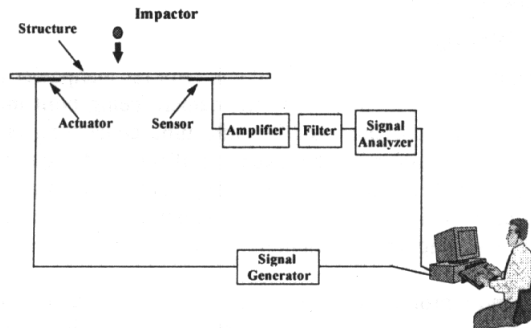 Impactor
Structure
Actuator
Sensor
Amplifier
Filter
Signal
Analyzer
Signal
Generator